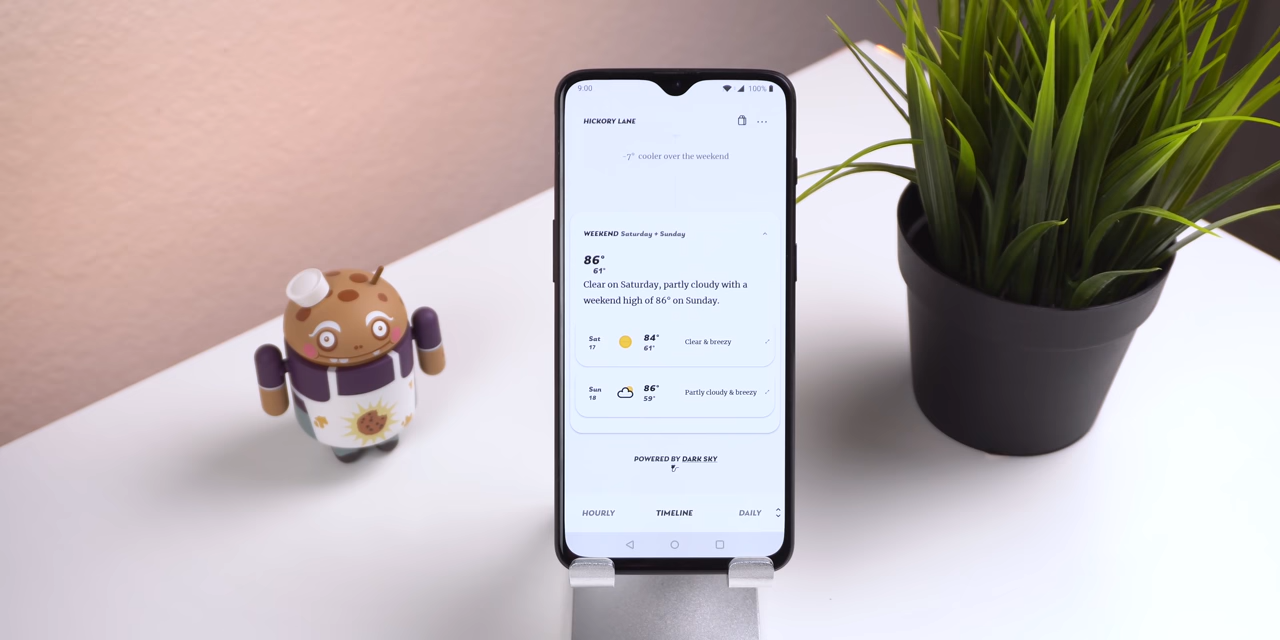 9:00 100%
HICKORY LANE
-7° cooler over the weekend
WEEKEND Saturday + Sunday
86°
61°
Clear on Saturday, partly cloudy with a
weekend high of 86° on Sunday.
Sat 17 84° 61° Clear & breezy
Sun 18 86° 59° Partly cloudy & breezy
POWERED BY DARK SKY
HOURLY TIMELINE DAILY